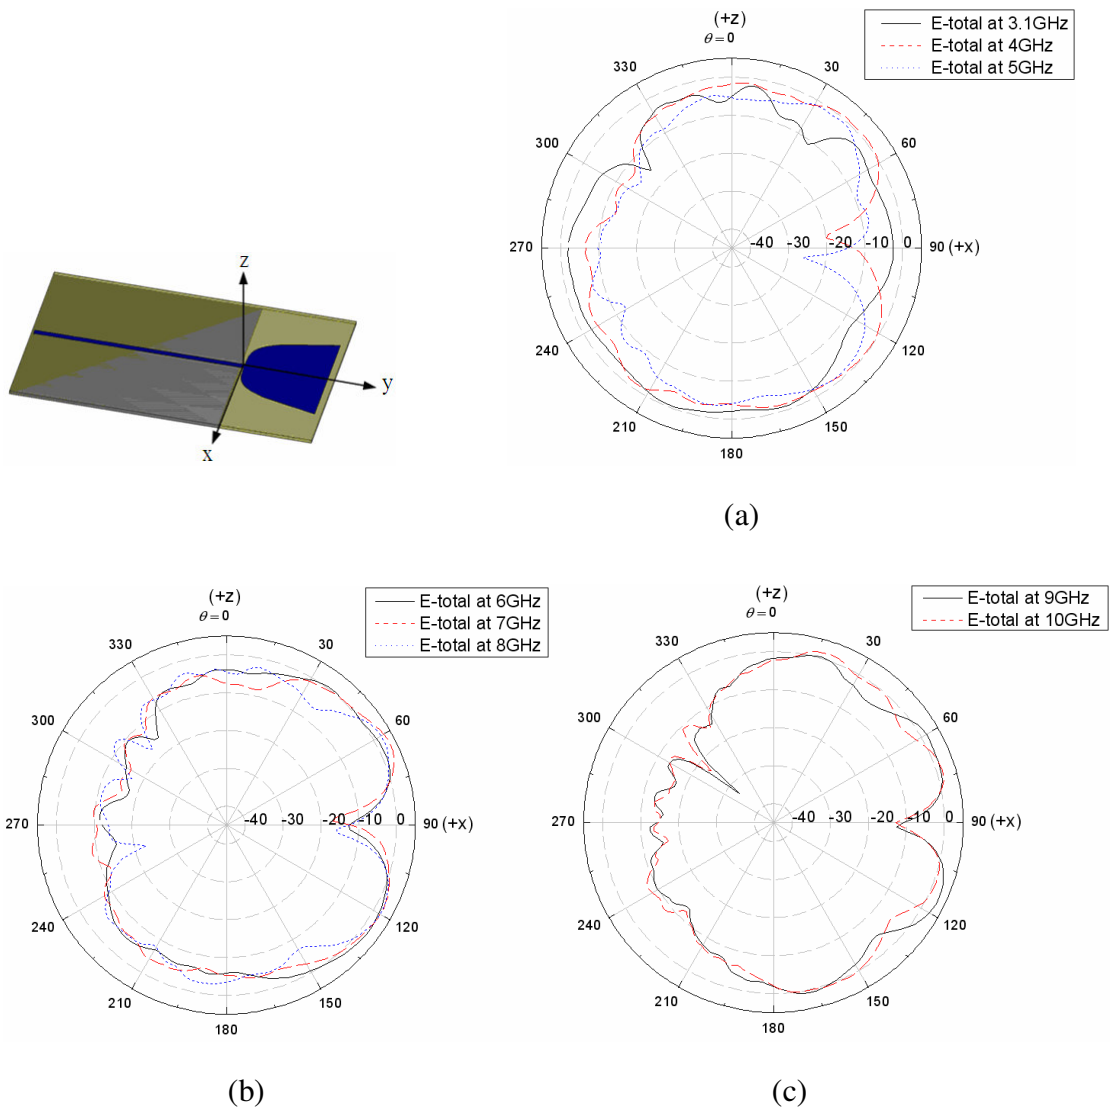 (+z)
θ = 0
E-total at 3.1GHz
E-total at 4GHz
E-total at 5GHz
330
30
300
60
270
-40 -30 -20 -10 0
90 (+x)
240
120
210
150
180
z
y
x
(a)
(+z)
θ = 0
E-total at 6GHz
E-total at 7GHz
E-total at 8GHz
330
30
300
60
270
-40 -30 -20 -10 0
90 (+x)
240
120
210
150
180
(b)
(+z)
θ = 0
E-total at 9GHz
E-total at 10GHz
330
30
300
60
270
-40 -30 -20 -10 0
90 (+x)
240
120
210
150
180
(c)